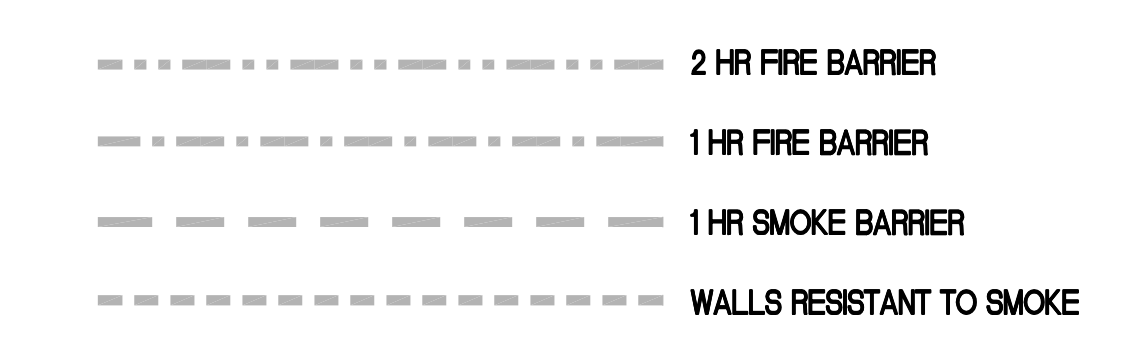 2 HR FIRE BARRIER
1 HR FIRE BARRIER
1 HR SMOKE BARRIER
WALLS RESISTANT TO SMOKE